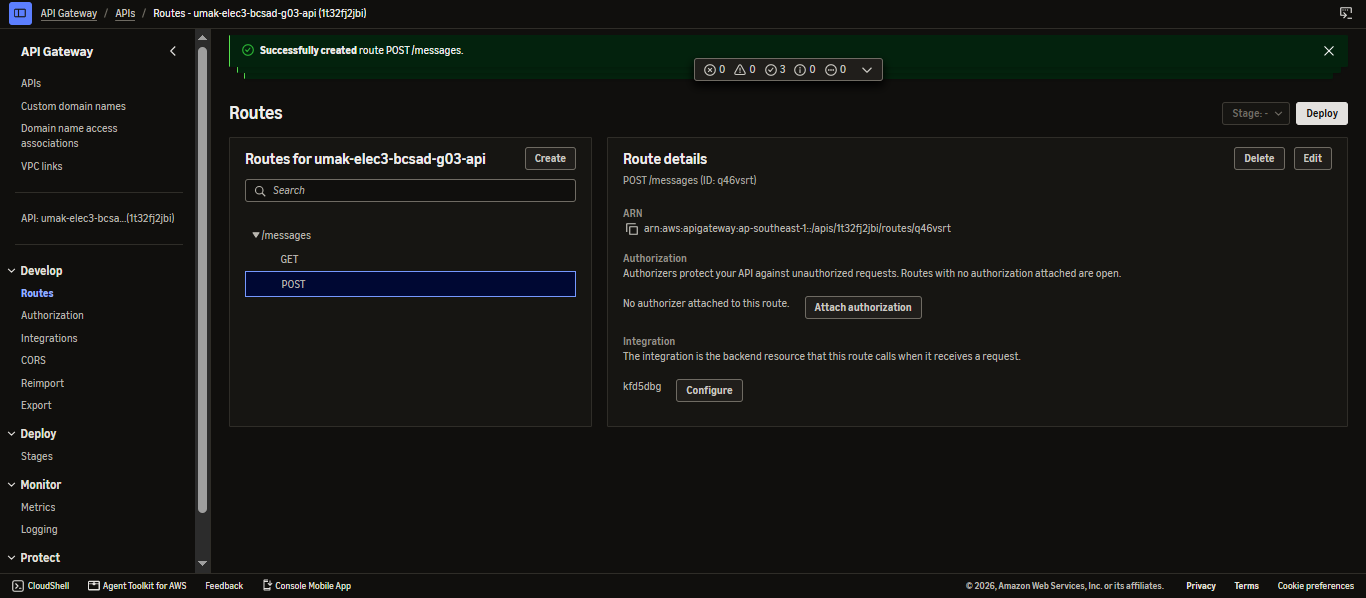 API Gateway / APIs / Routes - umak-elec3-bcsad-g03-api (1t32fj2jbi)
API Gateway
APIs
Custom domain names
Domain name access
associations
VPC links
API: umak-elec3-bcsa...(1t32fj2jbi)
Develop
Routes
Authorization
Integrations
CORS
Reimport
Export
Deploy
Stages
Monitor
Metrics
Logging
Protect
Successfully created route POST /messages.
0 0 3 0 0
Routes
Stage: -
Deploy
Routes for umak-elec3-bcsad-g03-api
Create
Search
/messages
GET
POST
Route details
Delete
Edit
POST /messages (ID: q46vsrt)
ARN
arn:aws:apigateway:ap-southeast-1::/apis/1t32fj2jbi/routes/q46vsrt
Authorization
Authorizers protect your API against unauthorized requests. Routes with no authorization attached are open.
No authorizer attached to this route.
Attach authorization
Integration
The integration is the backend resource that this route calls when it receives a request.
kfd5dbg
Configure
CloudShell
Agent Toolkit for AWS
Feedback
Console Mobile App
© 2026, Amazon Web Services, Inc. or its affiliates.
Privacy
Terms
Cookie preferences